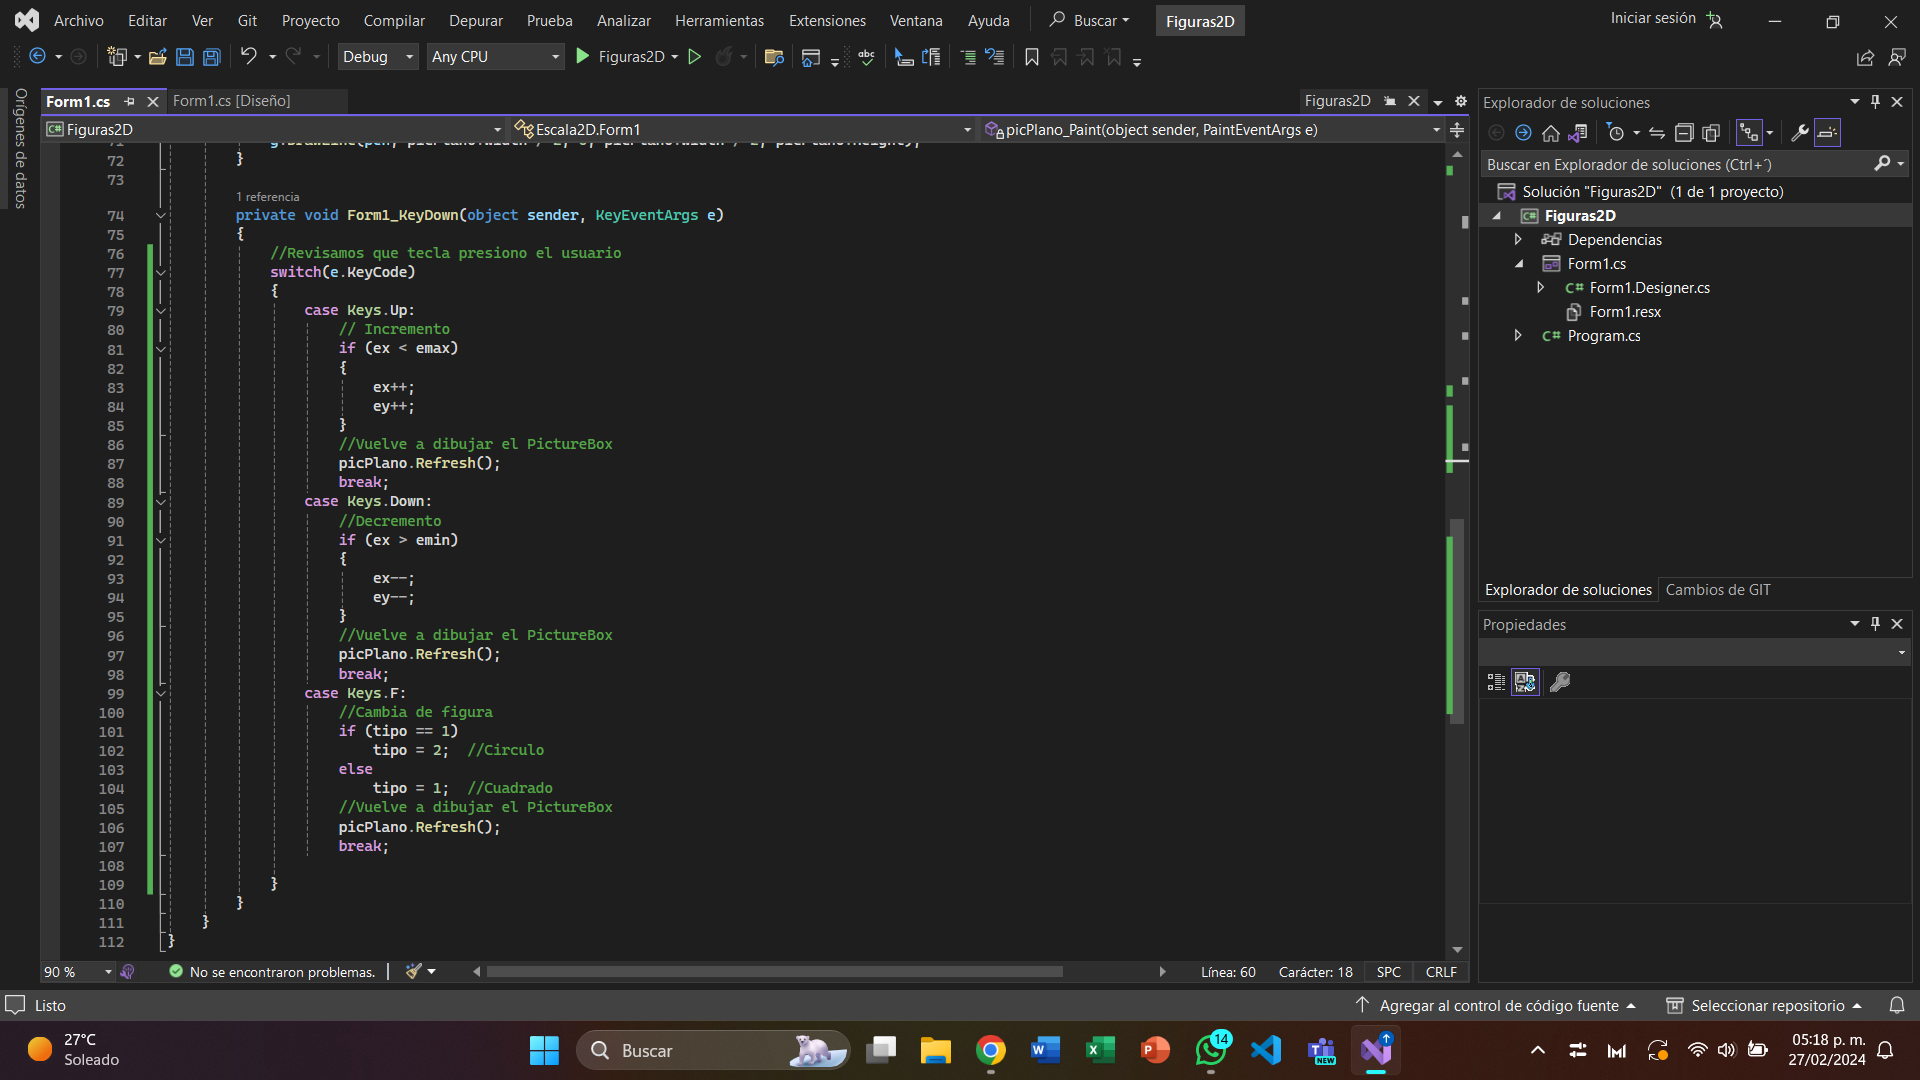 Archivo Editar Ver Git Proyecto Compilar Depurar Prueba Analizar Herramientas Extensiones Ventana Ayuda Buscar Figuras2D Iniciar sesión
Debug Any CPU Figuras2D
Orígenes de datos
Form1.cs Form1.cs [Diseño] Figuras2D
Figuras2D Escala2D.Form1 picPlano_Paint(object sender, PaintEventArgs e)
72 }
73
1 referencia
74 private void Form1_KeyDown(object sender, KeyEventArgs e)
75 {
76 //Revisamos que tecla presiono el usuario
77 switch(e.KeyCode)
78 {
79 case Keys.Up:
80 // Incremento
81 if (ex < emax)
82 {
83 ex++;
84 ey++;
85 }
86 //Vuelve a dibujar el PictureBox
87 picPlano.Refresh();
88 break;
89 case Keys.Down:
90 //Decremento
91 if (ex > emin)
92 {
93 ex--;
94 ey--;
95 }
96 //Vuelve a dibujar el PictureBox
97 picPlano.Refresh();
98 break;
99 case Keys.F:
100 //Cambia de figura
101 if (tipo == 1)
102 tipo = 2; //Circulo
103 else
104 tipo = 1; //Cuadrado
105 //Vuelve a dibujar el PictureBox
106 picPlano.Refresh();
107 break;
108
109 }
110 }
111 }
112 }
90 % No se encontraron problemas. Línea: 60 Carácter: 18 SPC CRLF
Explorador de soluciones
Buscar en Explorador de soluciones (Ctrl+´)
Solución "Figuras2D" (1 de 1 proyecto)
Figuras2D
Dependencias
Form1.cs
C# Form1.Designer.cs
Form1.resx
C# Program.cs
Explorador de soluciones Cambios de GIT
Propiedades
Listo Agregar al control de código fuente Seleccionar repositorio
27°C
Soleado
Buscar
14
NEW
05:18 p. m.
27/02/2024